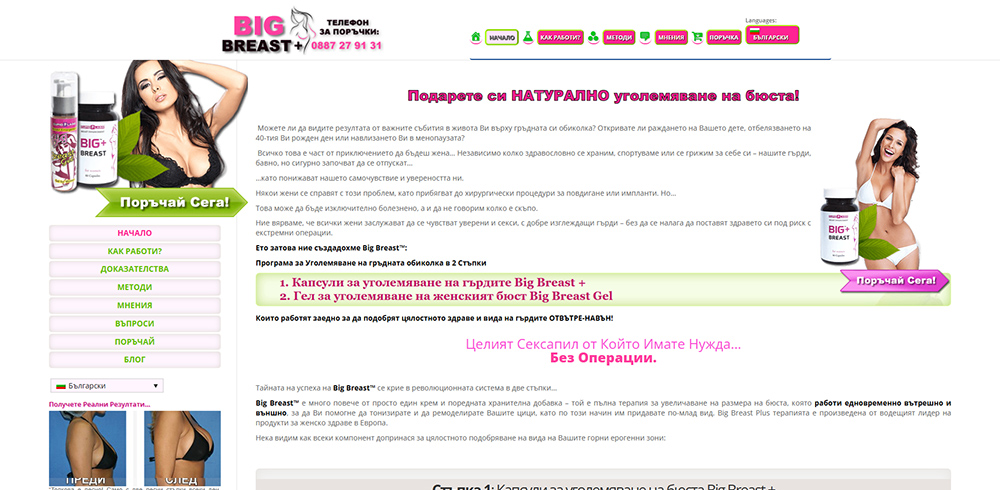 BIG
BREAST +
ТЕЛЕФОН
ЗА ПОРЪЧКИ:
0887 27 91 31
НАЧАЛО
КАК РАБОТИ?
МЕТОДИ
МНЕНИЯ
ПОРЪЧКА
Languages:
БЪЛГАРСКИ
BIG+
BREAST
Поръчай Сега!
НАЧАЛО
КАК РАБОТИ?
ДОКАЗАТЕЛСТВА
МЕТОДИ
МНЕНИЯ
ВЪПРОСИ
ПОРЪЧАЙ
БЛОГ
Български
Получете Реални Резултати...
ПРЕДИ
СЛЕД
Подарете си НАТУРАЛНО уголемяване на бюста!
Можете ли да видите резултата от важните събития в живота Ви върху гръдната си обиколка? Откривате ли раждането на Вашето дете, отбелязването на
40-тия Ви рожден ден или навлизането Ви в менопаузата?
Всичко това е част от приключението да бъдеш жена... Независимо колко здравословно се храним, спортуваме или се грижим за себе си – нашите гърди,
бавно, но сигурно започват да се отпускат...
...като понижават нашето самочувствие и увереността ни.
Някои жени се справят с този проблем, като прибягват до хирургически процедури за повдигане или импланти. Но...
Това може да бъде изключително болезнено, а и да не говорим колко е скъпо.
Ние вярваме, че всички жени заслужават да се чувстват уверени и секси, с добре изглеждащи гърди – без да се налага да поставят здравето си под риск с
екстремни операции.
Ето затова ние създадохме Big Breast™:
Програма за Уголемяване на гръдната обиколка в 2 Стъпки
1. Капсули за уголемяване на гърдите Big Breast +
2. Гел за уголемяване на женският бюст Big Breast Gel
Които работят заедно за да подобрят цялостното здраве и вида на гърдите ОТВЪТРЕ-НАВЪН!
BIG+
BREAST
Поръчай Сега!
Целият Сексапил от Който Имате Нужда...
Без Операции.
Тайната на успеха на Big Breast™ се крие в революционната система в две стъпки...
Big Breast™ е много повече от просто един крем и поредната хранителна добавка – той е пълна терапия за увеличаване на размера на бюста, която работи едновременно вътрешно и
външно, за да Ви помогне да тонизирате и да ремоделирате Вашите цици, като по този начин им придавате по-млад вид. Big Breast Plus терапията е произведена от водещият лидер на
продукти за женско здраве в Европа.
Нека видим как всеки компонент допринася за цялостното подобряване на вида на Вашите горни ерогенни зони:
Стъпка 1: Капсули за уголемяване на бюста Big Breast +